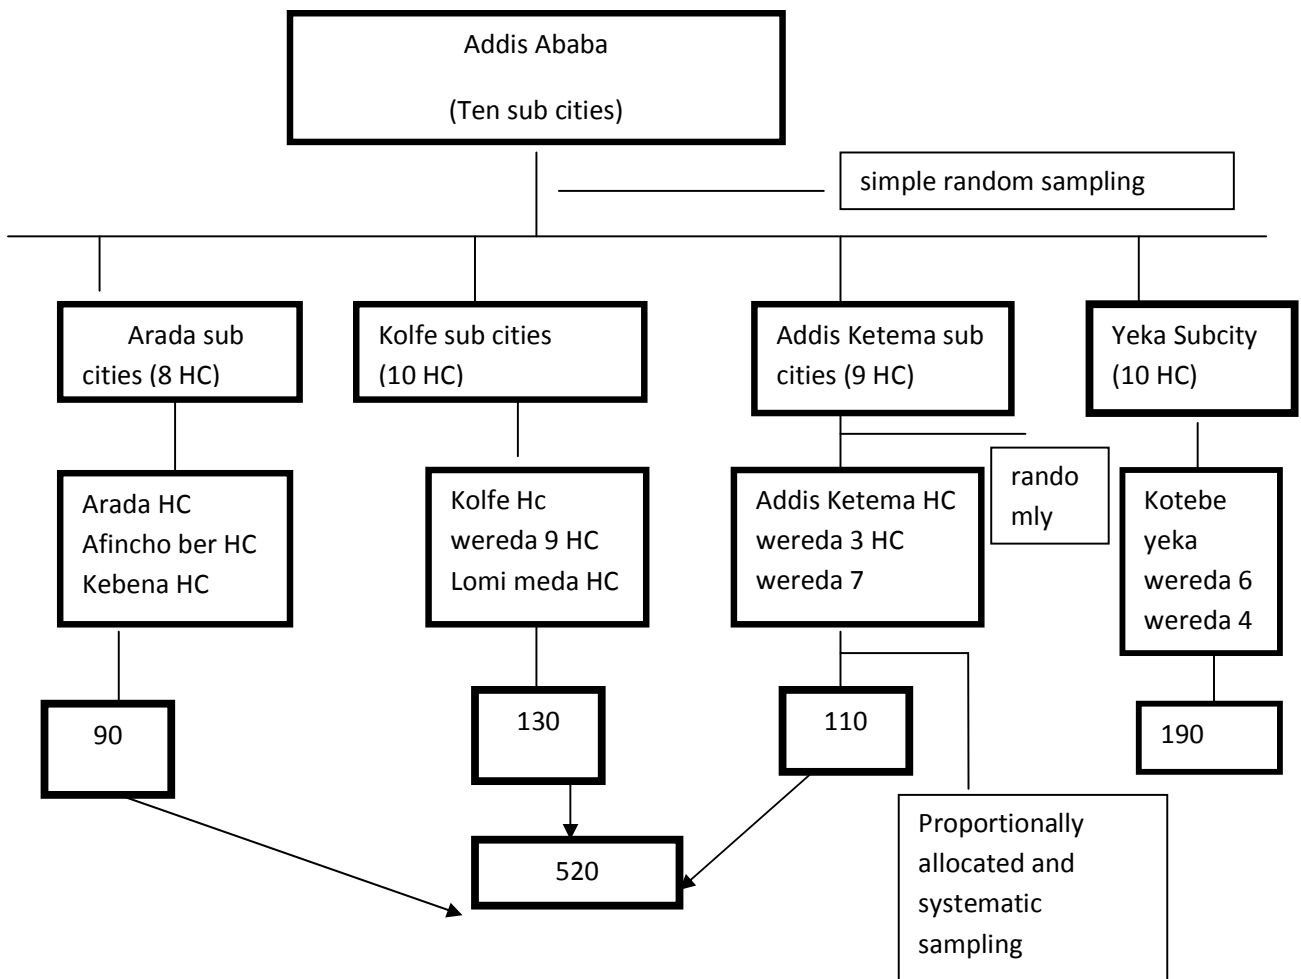 Addis Ababa
(Ten sub cities)
simple random sampling
Arada sub
cities (8 HC)
Kolfe sub cities
(10 HC)
Addis Ketema sub
cities (9 HC)
Yeka Subcity
(10 HC)
rando
mly
Arada HC
Afincho ber HC
Kebena HC
Kolfe Hc
wereda 9 HC
Lomi meda HC
Addis Ketema HC
wereda 3 HC
wereda 7
Kotebe
yeka
wereda 6
wereda 4
90
130
110
190
520
Proportionally
allocated and
systematic
sampling